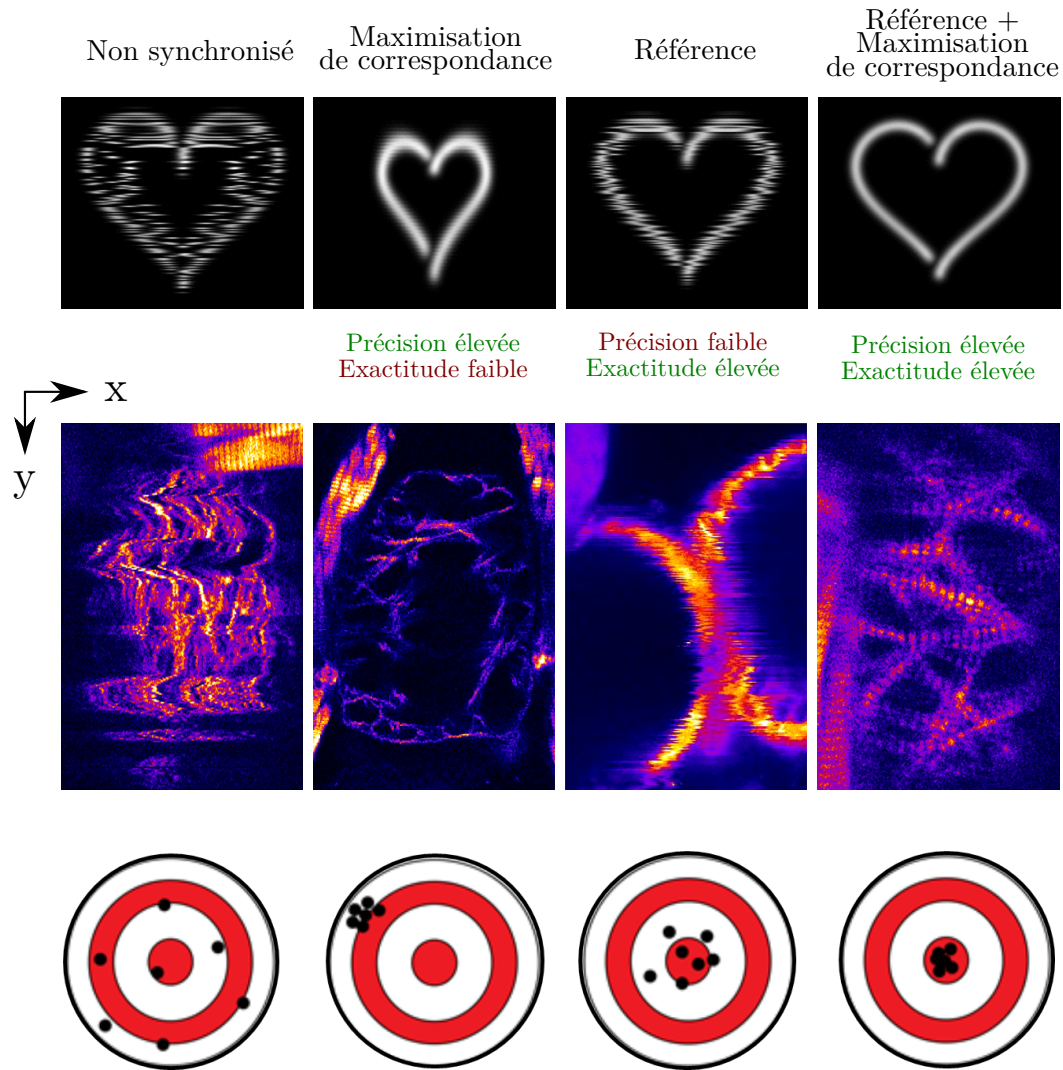 Non synchronisé
Maximisation
de correspondance
Référence
Référence +
Maximisation
de correspondance
Précision élevée
Exactitude faible
Précision faible
Exactitude élevée
Précision élevée
Exactitude élevée
x
y